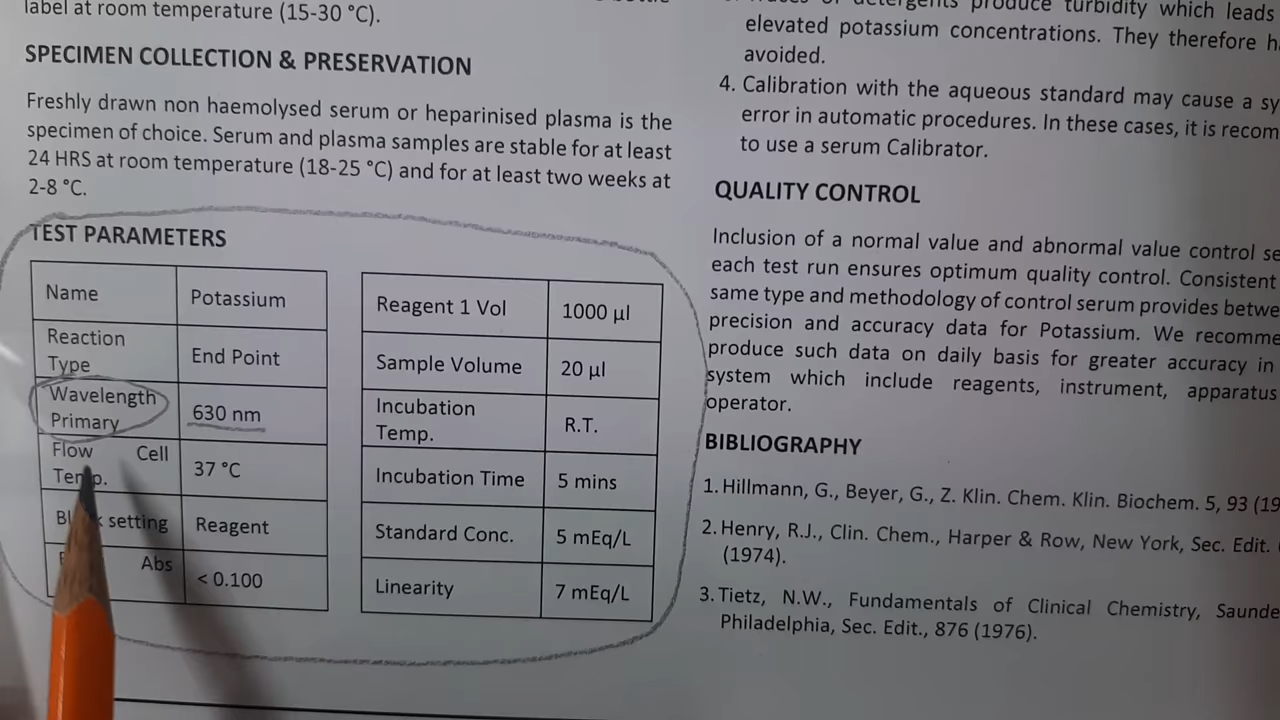 label at room temperature (15-30 °C).
SPECIMEN COLLECTION & PRESERVATION
Freshly drawn non haemolysed serum or heparinised plasma is the
specimen of choice. Serum and plasma samples are stable for at least
24 HRS at room temperature (18-25 °C) and for at least two weeks at
2-8 °C.
TEST PARAMETERS
Name Potassium
Reaction
Type End Point
Wavelength
Primary 630 nm
Flow Cell
Temp. 37 °C
setting Reagent
Abs < 0.100
Reagent 1 Vol 1000 µl
Sample Volume 20 µl
Incubation
Temp. R.T.
Incubation Time 5 mins
Standard Conc. 5 mEq/L
Linearity 7 mEq/L
produce turbidity which leads
elevated potassium concentrations. They therefore
avoided.
4. Calibration with the aqueous standard may cause a
error in automatic procedures. In these cases, it is
to use a serum Calibrator.
QUALITY CONTROL
Inclusion of a normal value and abnormal value control
each test run ensures optimum quality control. Consistent
same type and methodology of control serum provides
precision and accuracy data for Potassium. We
produce such data on daily basis for greater accuracy in
system which include reagents, instrument, apparatus
operator.
BIBLIOGRAPHY
1. Hillmann, G., Beyer, G., Z. Klin. Chem. Klin. Biochem. 5, 93
2. Henry, R.J., Clin. Chem., Harper & Row, New York, Sec. Edit.
(1974).
3. Tietz, N.W., Fundamentals of Clinical Chemistry,
Philadelphia, Sec. Edit., 876 (1976).